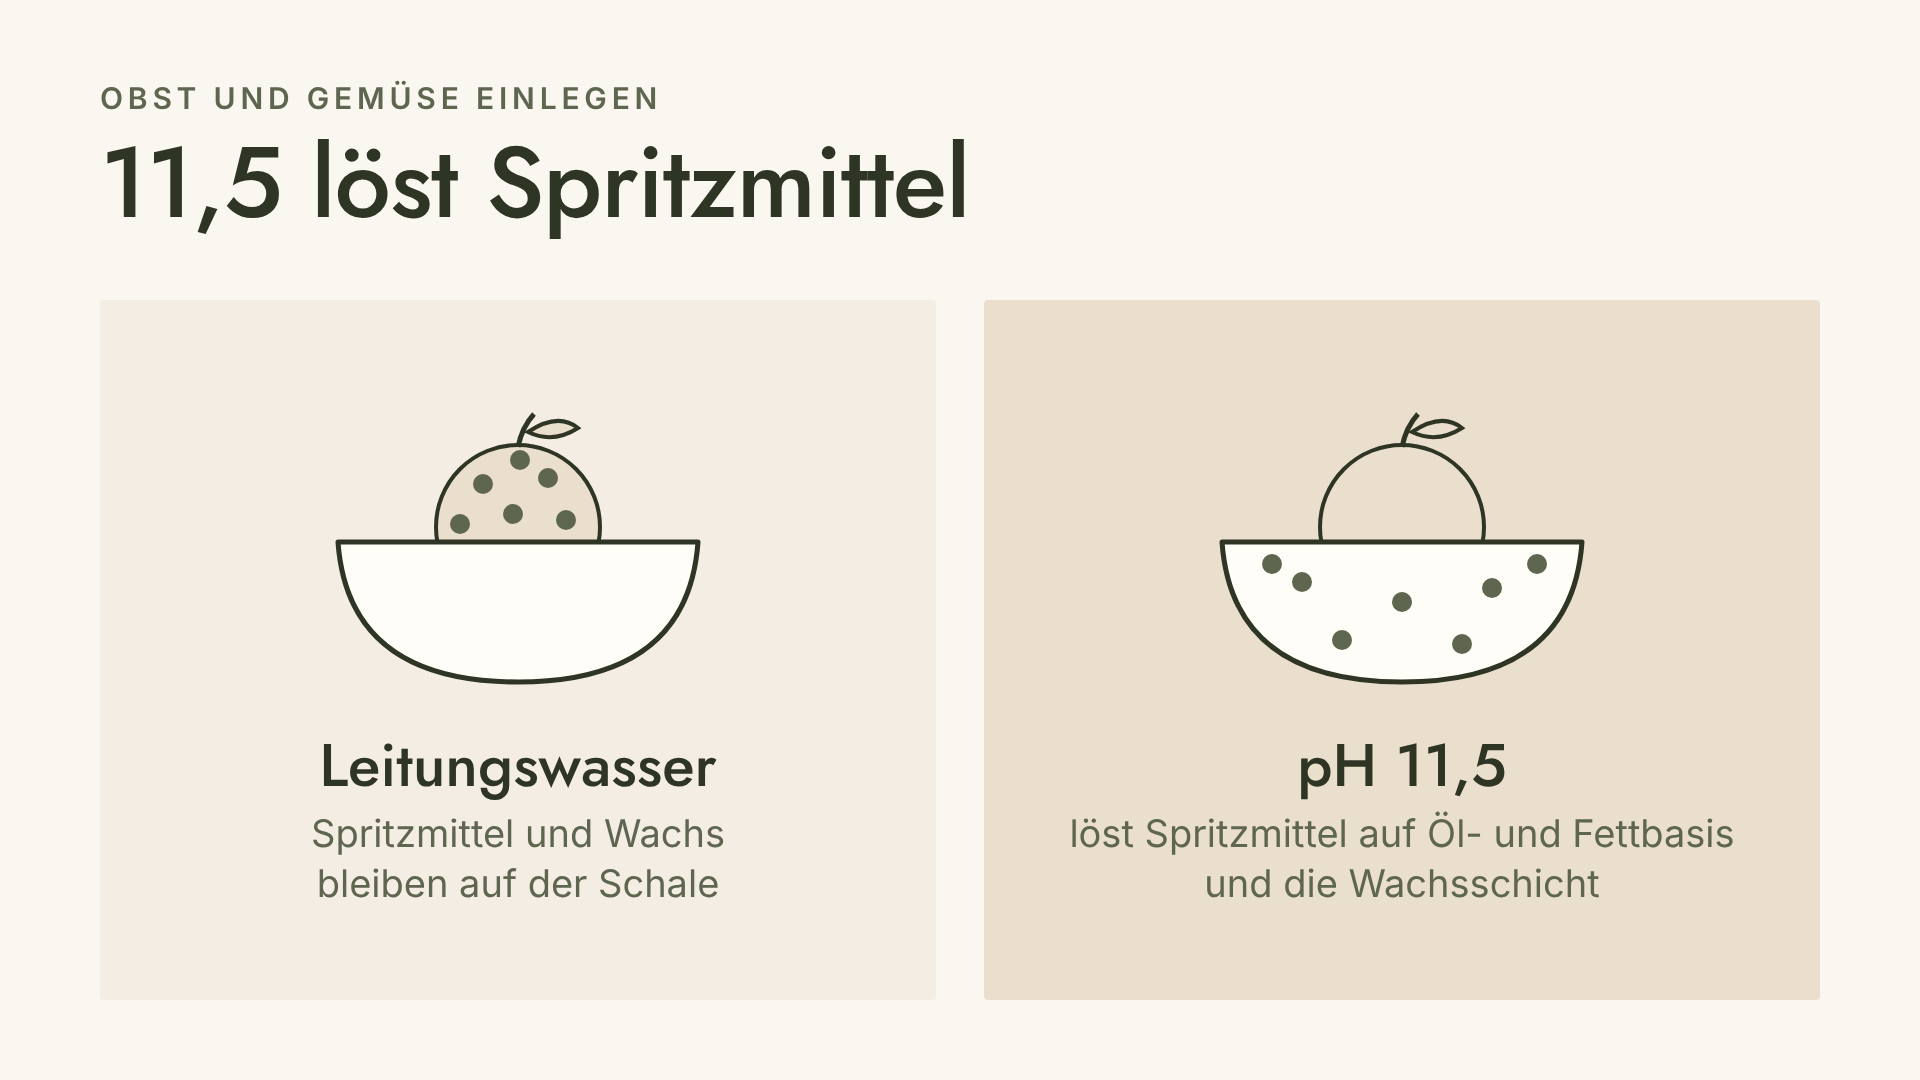 OBST UND GEMÜSE EINLEGEN
11,5 löst Spritzmittel
Leitungswasser
Spritzmittel und Wachs
bleiben auf der Schale
pH 11,5
löst Spritzmittel auf Öl- und Fettbasis
und die Wachsschicht